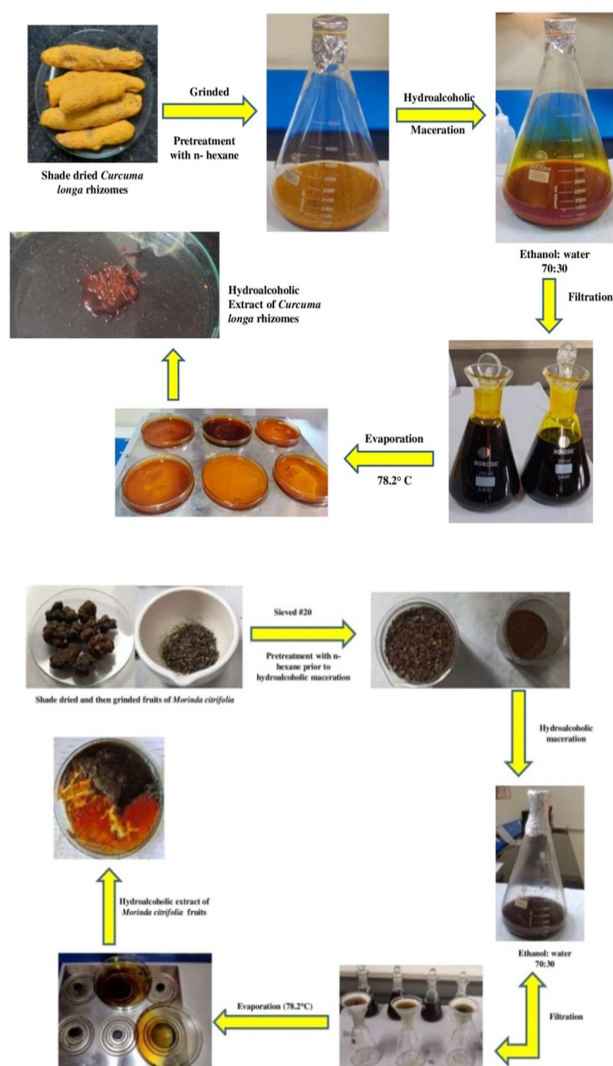 Grinded
Pretreatment
with n- hexane
Hydroalcoholic
Maceration
Shade dried Curcuma
longa rhizomes
Ethanol: water
70:30
Filtration
Hydroalcoholic
Extract of Curcuma
longa rhizomes
Evaporation
78.2° C
Sieved #20
Pretreatment with n-
hexane prior to
hydroalcoholic maceration
Shade dried and then grinded fruits of Morinda citrifolia
Hydroalcoholic
maceration
Hydroalcoholic extract of
Morinda citrifolia fruits
Ethanol: water
70:30
Evaporation (78.2°C)
Filtration